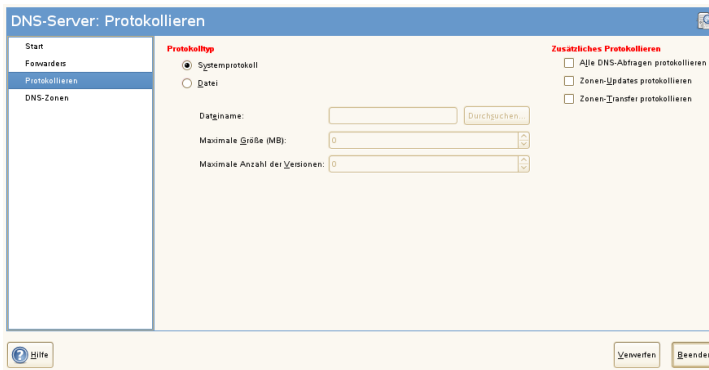 DNS-Server: Protokollieren
Start
Forwarders
Protokollieren
DNS-Zonen
Protokolltyp
Systemprotokoll
Datei
Dateiname:
Durchsuchen...
Maximale Größe (MB):
0
Maximale Anzahl der Versionen:
0
Zusätzliches Protokollieren
Alle DNS-Abfragen protokollieren
Zonen-Updates protokollieren
Zonen-Transfer protokollieren
Hilfe
Verwerfen
Beenden